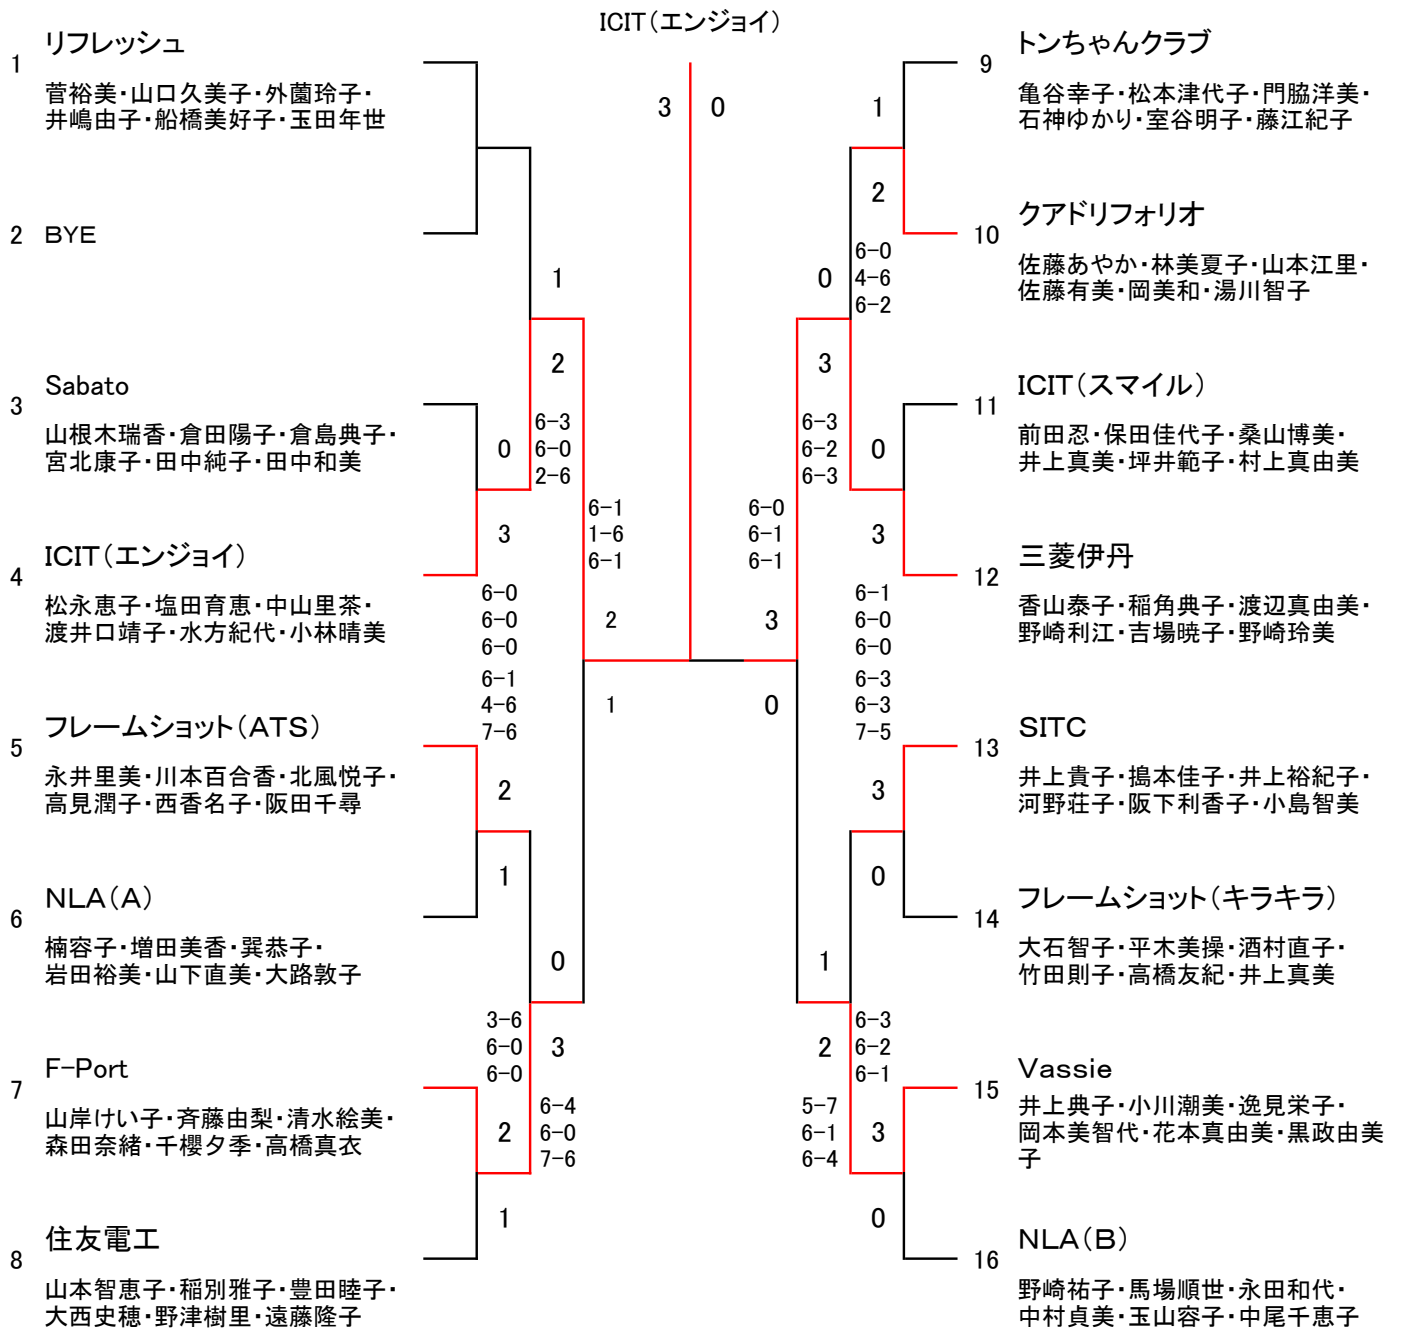 ICIT(エンジョイ)
3 0
1 リフレッシュ
菅裕美・山口久美子・外薗玲子・
井嶋由子・船橋美好子・玉田年世
2 BYE
1
2
6-3
6-0
2-6
3 Sabato
山根木瑞香・倉田陽子・倉島典子・
宮北康子・田中純子・田中和美
0
3
4 ICIT(エンジョイ)
松永恵子・塩田育恵・中山里茶・
渡井口靖子・水方紀代・小林晴美
6-0
6-0
6-0
6-1
1-6
6-1
2
1
6-1
4-6
7-6
5 フレームショット(ATS)
永井里美・川本百合香・北風悦子・
高見潤子・西香名子・阪田千尋
2
1
6 NLA(A)
楠容子・増田美香・巽恭子・
岩田裕美・山下直美・大路敦子
0
3
6-4
6-0
7-6
3-6
6-0
6-0
7 F-Port
山岸けい子・斉藤由梨・清水絵美・
森田奈緒・千櫻夕季・高橋真衣
2
1
8 住友電工
山本智恵子・稲別雅子・豊田睦子・
大西史穂・野津樹里・遠藤隆子
9 トンちゃんクラブ
亀谷幸子・松本津代子・門脇洋美・
石神ゆかり・室谷明子・藤江紀子
1
2
6-0
4-6
6-2
10 クアドリフォリオ
佐藤あやか・林美夏子・山本江里・
佐藤有美・岡美和・湯川智子
0
3
6-3
6-2
6-3
11 ICIT(スマイル)
前田忍・保田佳代子・桑山博美・
井上真美・坪井範子・村上真由美
0
3
12 三菱伊丹
香山泰子・稲角典子・渡辺真由美・
野崎利江・吉場暁子・野崎玲美
6-1
6-0
6-0
6-0
6-1
6-1
3
0
6-3
6-3
7-5
13 SITC
井上貴子・搗本佳子・井上裕紀子・
河野荘子・阪下利香子・小島智美
3
0
14 フレームショット(キラキラ)
大石智子・平木美操・酒村直子・
竹田則子・高橋友紀・井上真美
1
2
5-7
6-1
6-4
6-3
6-2
6-1
15 Vassie
井上典子・小川潮美・逸見栄子・
岡本美智代・花本真由美・黒政由美
子
3
0
16 NLA(B)
野崎祐子・馬場順世・永田和代・
中村貞美・玉山容子・中尾千恵子